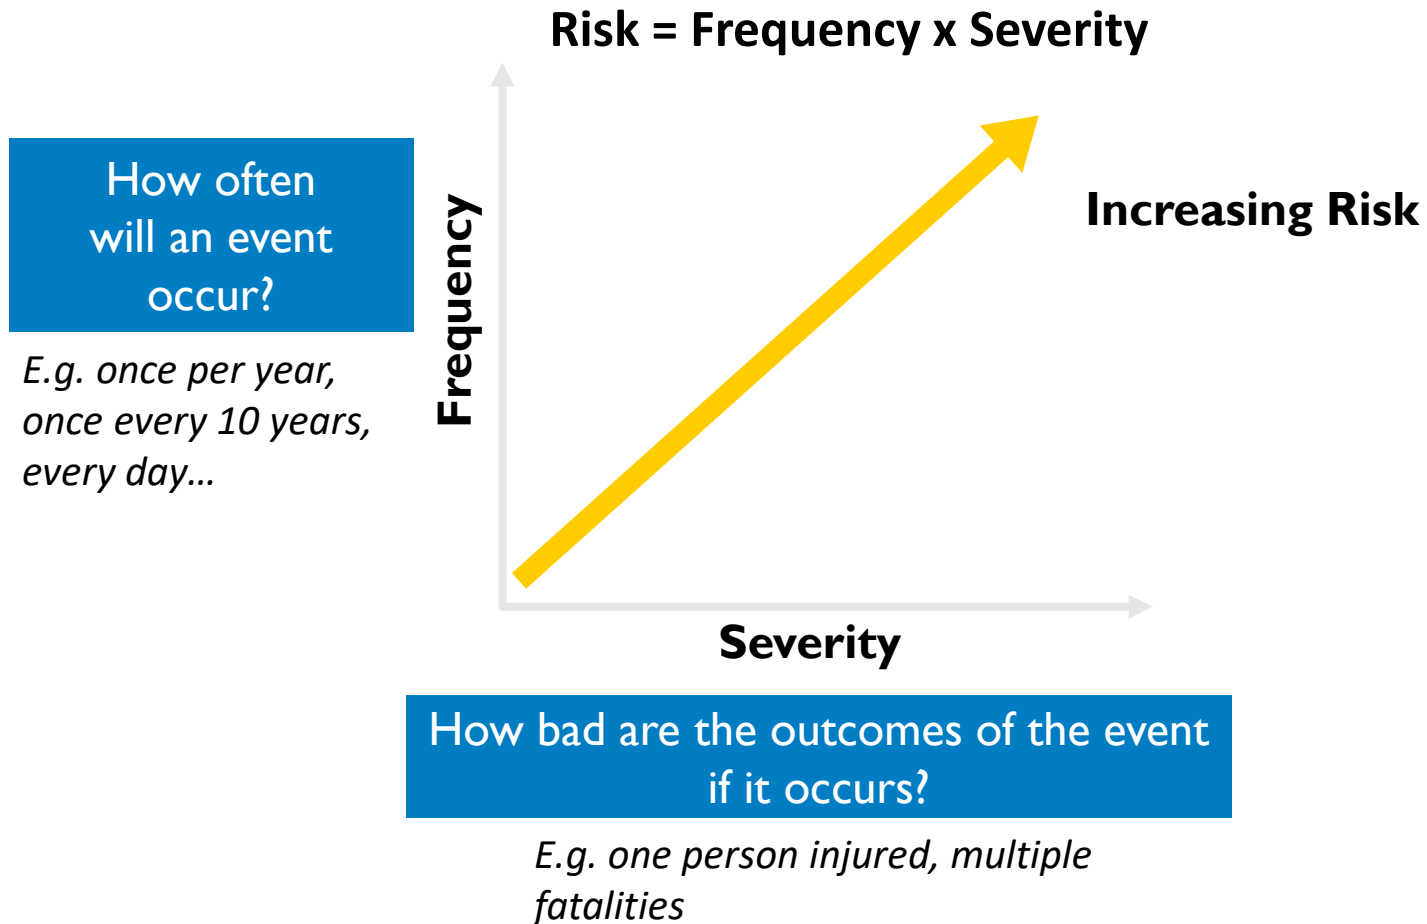 Risk = Frequency x Severity
How often
will an event
occur?
E.g. once per year,
once every 10 years,
every day...
Frequency
Increasing Risk
Severity
How bad are the outcomes of the event
if it occurs?
E.g. one person injured, multiple
fatalities